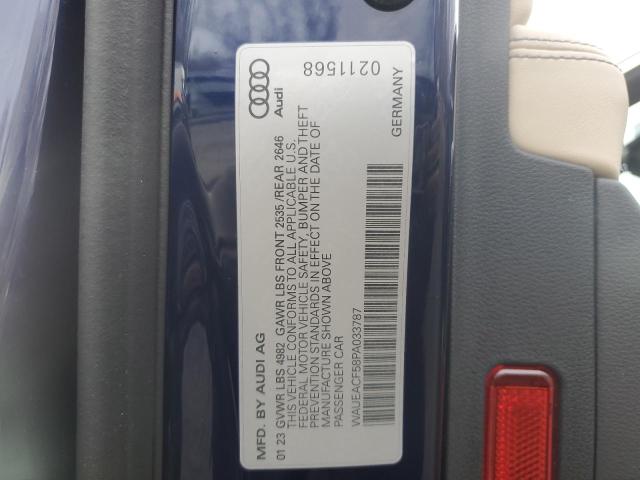 Audi
0211568
MFD. BY AUDI AG
GERMANY
01 23 GVWR LBS 4982 GAWR LBS FRONT 2535/REAR 2646
THIS VEHICLE CONFORMS TO ALL APPLICABLE U.S.
FEDERAL MOTOR VEHICLE SAFETY, BUMPER AND THEFT
PREVENTION STANDARDS IN EFFECT ON THE DATE OF
MANUFACTURE SHOWN ABOVE
PASSENGER CAR
WAUEACF58PA033787